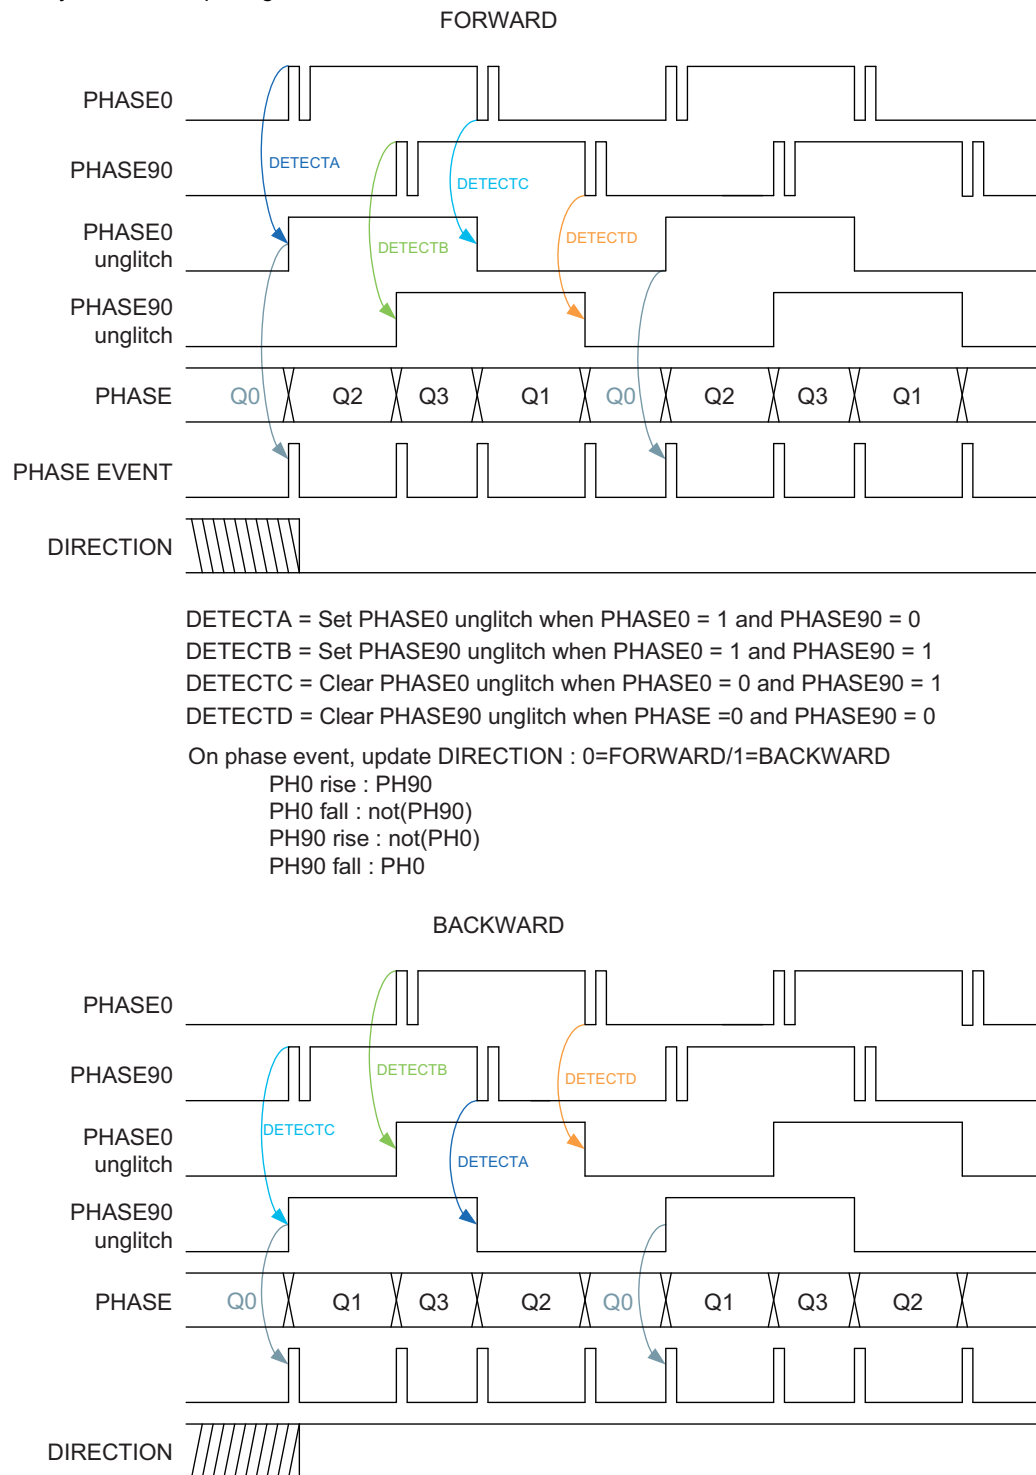 FORWARD
PHASE0
PHASE90
DETECTA
DETECTC
PHASE0
unglitch
DETECTB
DETECTD
PHASE90
unglitch
PHASE Q0 Q2 Q3 Q1 Q0 Q2 Q3 Q1
PHASE EVENT
DIRECTION
DETECTA = Set PHASE0 unglitch when PHASE0 = 1 and PHASE90 = 0
DETECTB = Set PHASE90 unglitch when PHASE0 = 1 and PHASE90 = 1
DETECTC = Clear PHASE0 unglitch when PHASE0 = 0 and PHASE90 = 1
DETECTD = Clear PHASE90 unglitch when PHASE =0 and PHASE90 = 0
On phase event, update DIRECTION : 0=FORWARD/1=BACKWARD
PH0 rise : PH90
PH0 fall : not(PH90)
PH90 rise : not(PH0)
PH90 fall : PH0
BACKWARD
PHASE0
PHASE90
DETECTB
DETECTD
DETECTC
PHASE0
unglitch
DETECTA
PHASE90
unglitch
PHASE Q0 Q1 Q3 Q2 Q0 Q1 Q3 Q2
DIRECTION